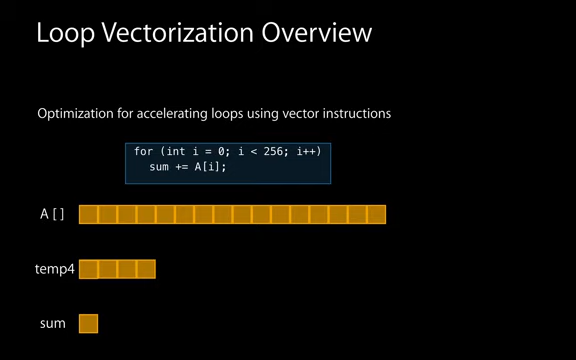 Loop Vectorization Overview
Optimization for accelerating loops using vector instructions
for (int i = 0; i < 256; i++)
sum += A[i];
A [ ]
temp4
sum